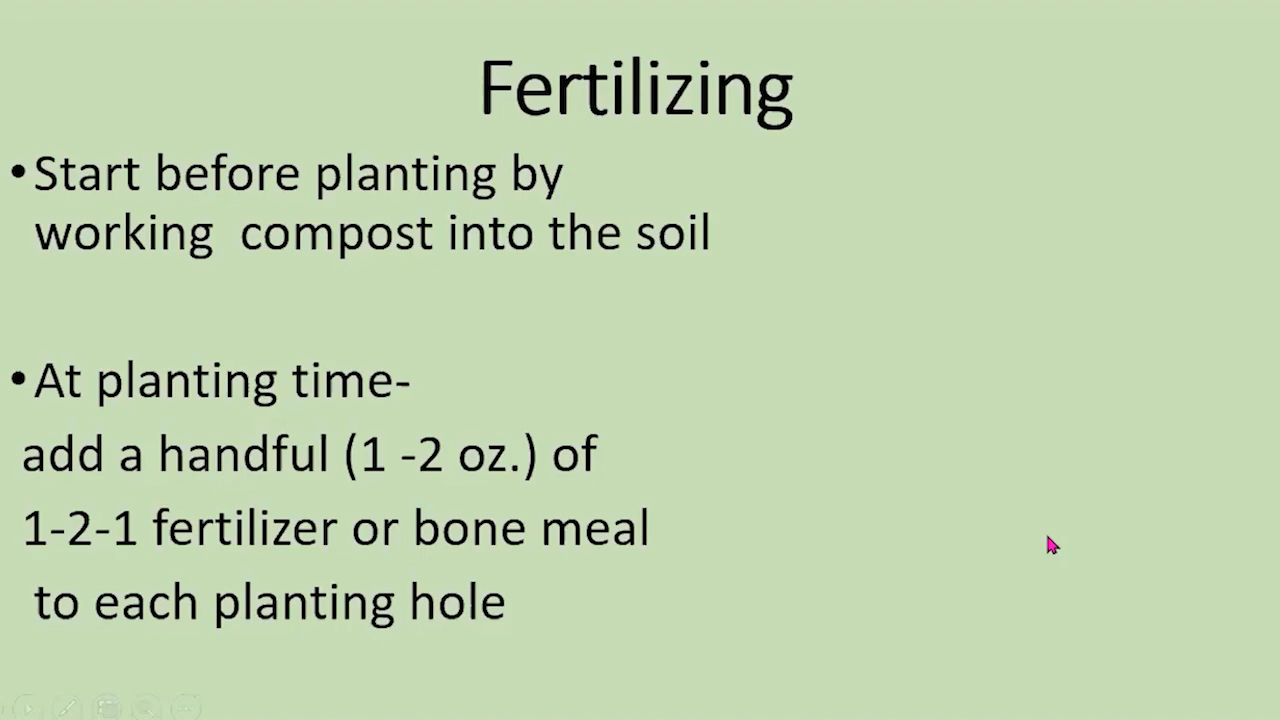 Fertilizing
•Start before planting by
working  compost into the soil
•At planting time-
add a handful (1 -2 oz.) of
1-2-1 fertilizer or bone meal
to each planting hole